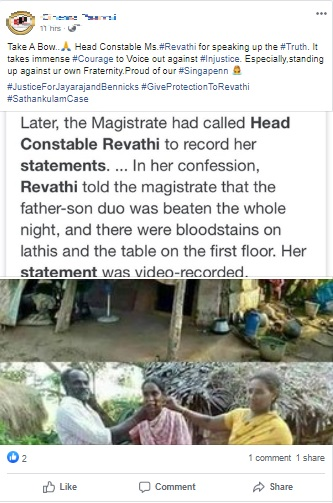 11 hrs ·
Take A Bow..🙏 Head Constable Ms.#Revathi for speaking up the #Truth. It
takes immense #Courage to Voice out against #Injustice. Especially,standing
up against ur own Fraternity.Proud of our #Singapenn
#JusticeForJayarajandBennicks #GiveProtectionToRevathi
#SathankulamCase
Later, the Magistrate had called Head
Constable Revathi to record her
statements. ... In her confession,
Revathi told the magistrate that the
father-son duo was beaten the whole
night, and there were bloodstains on
lathis and the table on the first floor. Her
statement was video-recorded.
2
1 comment 1 share
Like Comment Share